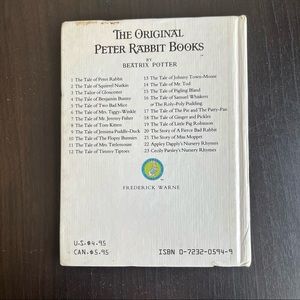 THE ORIGINAL
PETER RABBIT BOOKS
BY
BEATRIX POTTER
1 The Tale of Peter Rabbit
2 The Tale of Squirrel Nutkin
3 The Tailor of Gloucester
4 The Tale of Benjamin Bunny
5 The Tale of Two Bad Mice
6 The Tale of Mrs. Tiggy-Winkle
7 The Tale of Mr. Jeremy Fisher
8 The Tale of Tom Kitten
9 The Tale of Jemima Puddle-Duck
10 The Tale of The Flopsy Bunnies
11 The Tale of Mrs. Tittlemouse
12 The Tale of Timmy Tiptoes
13 The Tale of Johnny Town-Mouse
14 The Tale of Mr. Tod
15 The Tale of Pigling Bland
16 The Tale of Samuel Whiskers
or The Roly-Poly Pudding
17 The Tale of The Pie and The Patty-Pan
18 The Tale of Ginger and Pickles
19 The Tale of Little Pig Robinson
20 The Story of A Fierce Bad Rabbit
21 The Story of Miss Moppet
22 Appley Dapply's Nursery Rhymes
23 Cecily Parsley's Nursery Rhymes
FREDERICK WARNE
U.S. $4.95
CAN. $5.95
ISBN 0-7232-0594-9